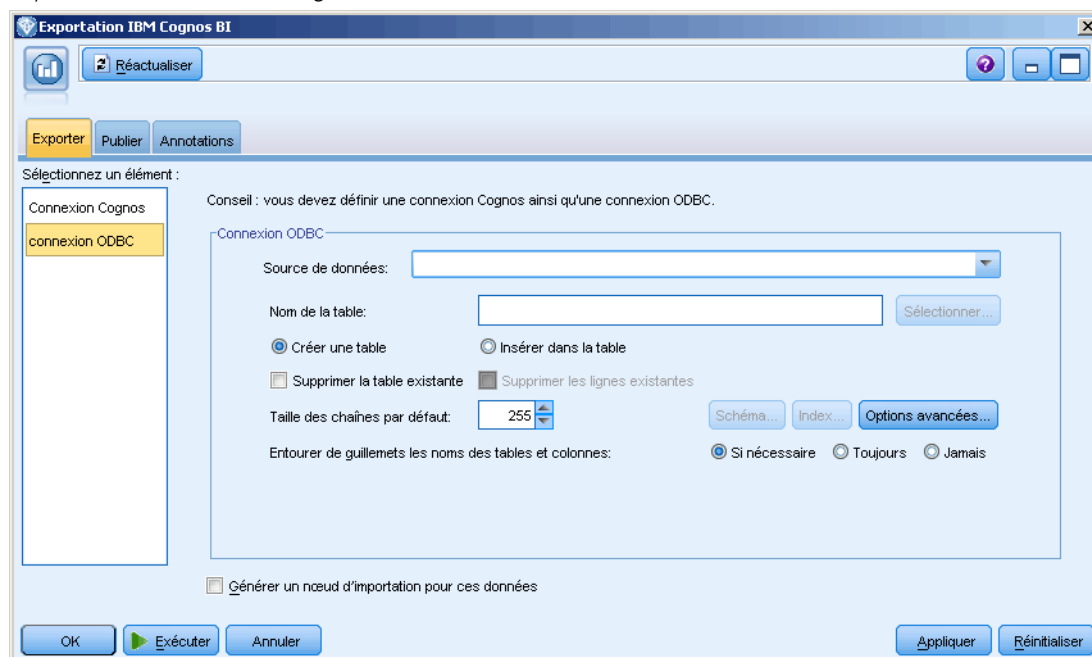 Exportation IBM Cognos BI
Réactualiser
Exporter Publier Annotations
Sélectionnez un élément :
Connexion Cognos
connexion ODBC
Conseil : vous devez définir une connexion Cognos ainsi qu'une connexion ODBC.
Connexion ODBC
Source de données:
Nom de la table: Sélectionner...
Créer une table Insérer dans la table
Supprimer la table existante Supprimer les lignes existantes
Taille des chaînes par défaut: 255 Schéma... Index... Options avancées...
Entourer de guillemets les noms des tables et colonnes: Si nécessaire Toujours Jamais
Générer un nœud d'importation pour ces données
OK Exécuter Annuler Appliquer Réinitialiser